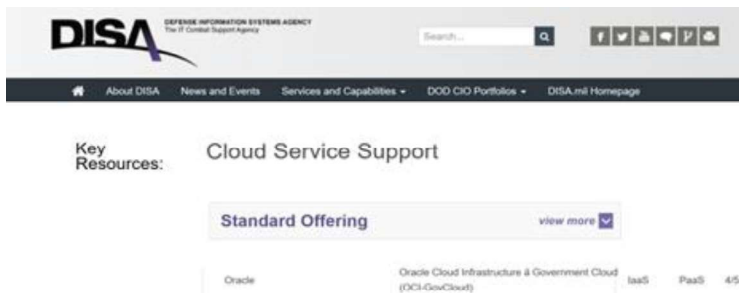 DISA
DEFENSE INFORMATION SYSTEMS AGENCY
The IT Combat Support Agency
Search...
About DISA News and Events Services and Capabilities DOD CIO Portfolios DISA.mil Homepage
Key
Resources:
Cloud Service Support
Standard Offering view more
Oracle Oracle Cloud Infrastructure â Government Cloud IaaS PaaS 4/5
(OCI-GovCloud)